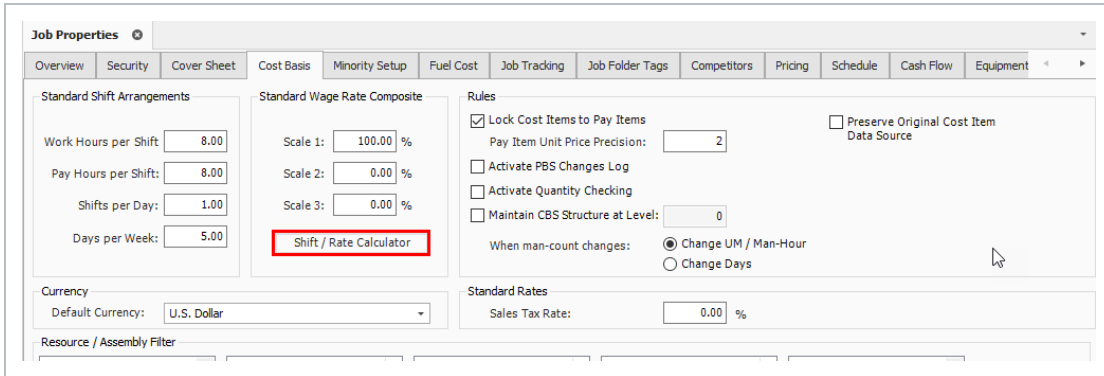 Job Properties
Overview Security Cover Sheet Cost Basis Minority Setup Fuel Cost Job Tracking Job Folder Tags Competitors Pricing Schedule Cash Flow Equipment
Standard Shift Arrangements
Work Hours per Shift 8.00
Pay Hours per Shift: 8.00
Shifts per Day: 1.00
Days per Week: 5.00
Standard Wage Rate Composite
Scale 1: 100.00 %
Scale 2: 0.00 %
Scale 3: 0.00 %
Shift / Rate Calculator
Rules
Lock Cost Items to Pay Items
Pay Item Unit Price Precision: 2
Activate PBS Changes Log
Activate Quantity Checking
Maintain CBS Structure at Level: 0
When man-count changes: Change UM / Man-Hour
Change Days
Preserve Original Cost Item
Data Source
Currency
Default Currency: U.S. Dollar
Standard Rates
Sales Tax Rate: 0.00 %
Resource / Assembly Filter